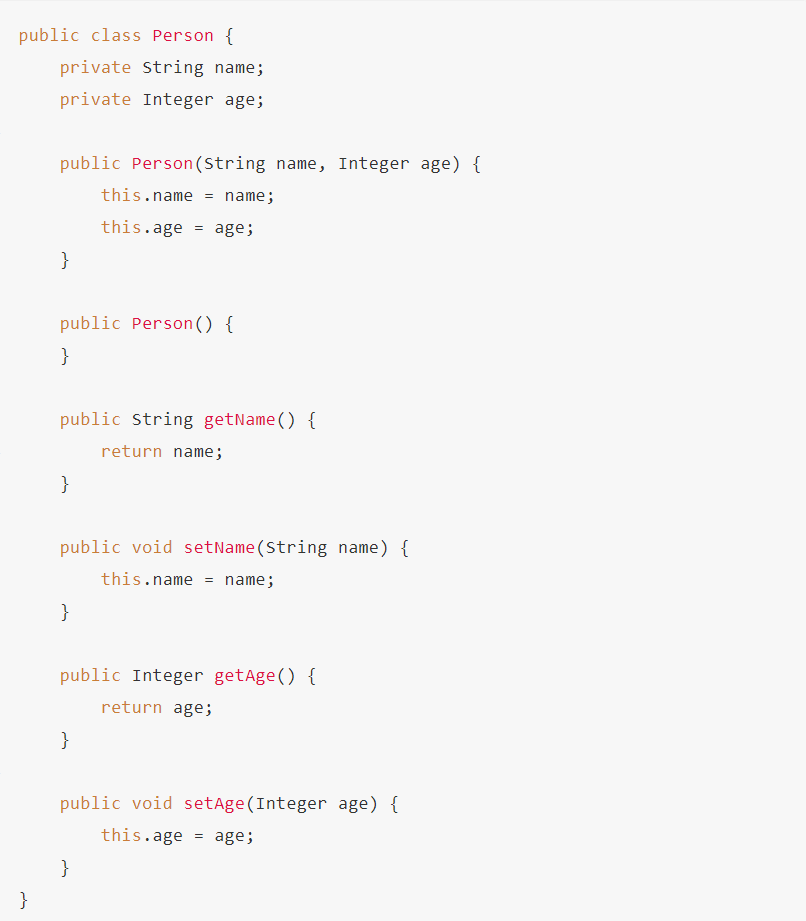 public class Person {
    private String name;
    private Integer age;

    public Person(String name, Integer age) {
        this.name = name;
        this.age = age;
    }

    public Person() {
    }

    public String getName() {
        return name;
    }

    public void setName(String name) {
        this.name = name;
    }

    public Integer getAge() {
        return age;
    }

    public void setAge(Integer age) {
        this.age = age;
    }
}